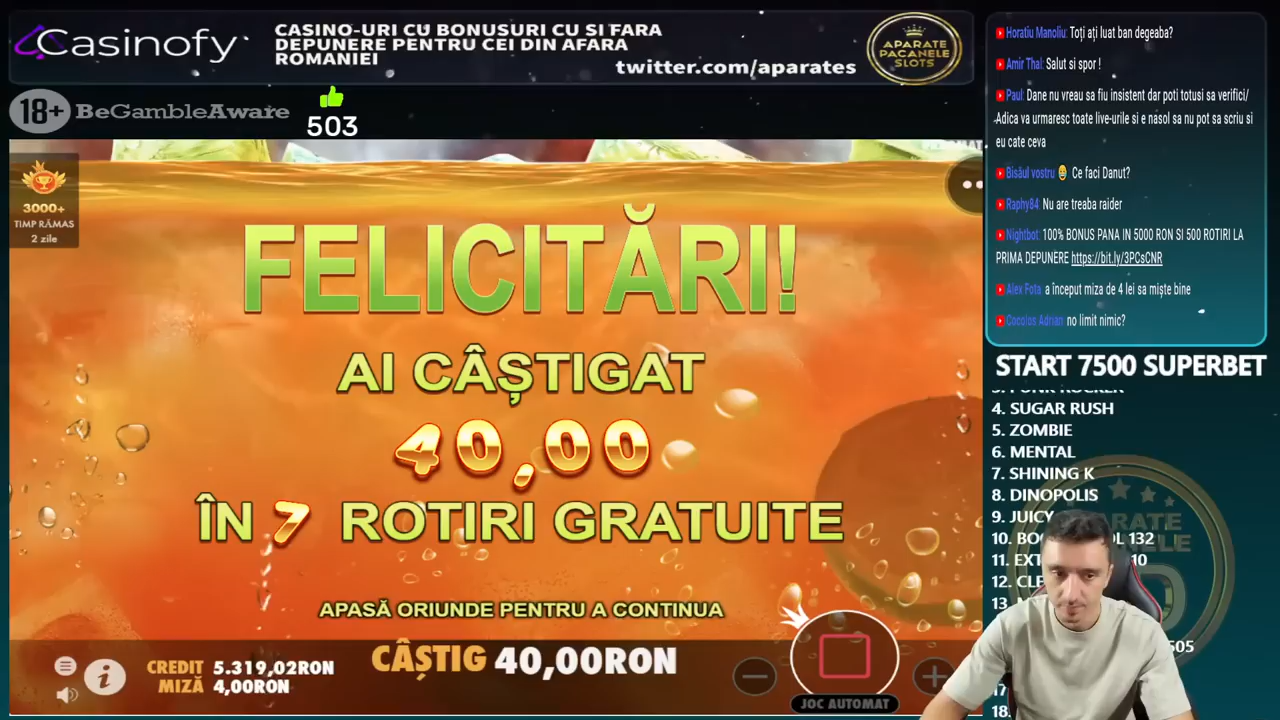 Casinofy
CASINO-URI CU BONUSURI CU SI FARA
DEPUNERE PENTRU CEI DIN AFARA
ROMANIEI
twitter.com/aparates
APARATE
PACANELE
SLOTS
18+ BeGambleAware
503
3000+
TIMP RĂMAS
2 zile
FELICITĂRI!
AI CÂȘTIGAT
40,00
ÎN 7 ROTIRI GRATUITE
APASĂ ORIUNDE PENTRU A CONTINUA
CREDIT 5.319,02RON
MIZĂ 4,00RON
CÂȘTIG 40,00RON
JOC AUTOMAT
Horatiu Manoliu: Toți ați luat ban degeaba?
Amir Thal: Salut si spor !
Paul: Dane nu vreau sa fiu insistent dar poti totusi sa verifici/
Adica va urmaresc toate live-urile si e nasol sa nu pot sa scriu si
eu cate ceva
Bisăul vostru 😄 Ce faci Danut?
Raphy84: Nu are treaba raider
Nightbot: 100% BONUS PANA IN 5000 RON SI 500 ROTIRI LA
PRIMA DEPUNERE https://bit.ly/3PCsCNR
Alex Fota: a început miza de 4 lei sa miște bine
Cocolos Adrian: no limit nimic?
START 7500 SUPERBET
4. SUGAR RUSH
5. ZOMBIE
6. MENTAL
7. SHINING K
8. DINOPOLIS
9. JUICY
10. 132
11. 10
12.
13.
505
17
18.